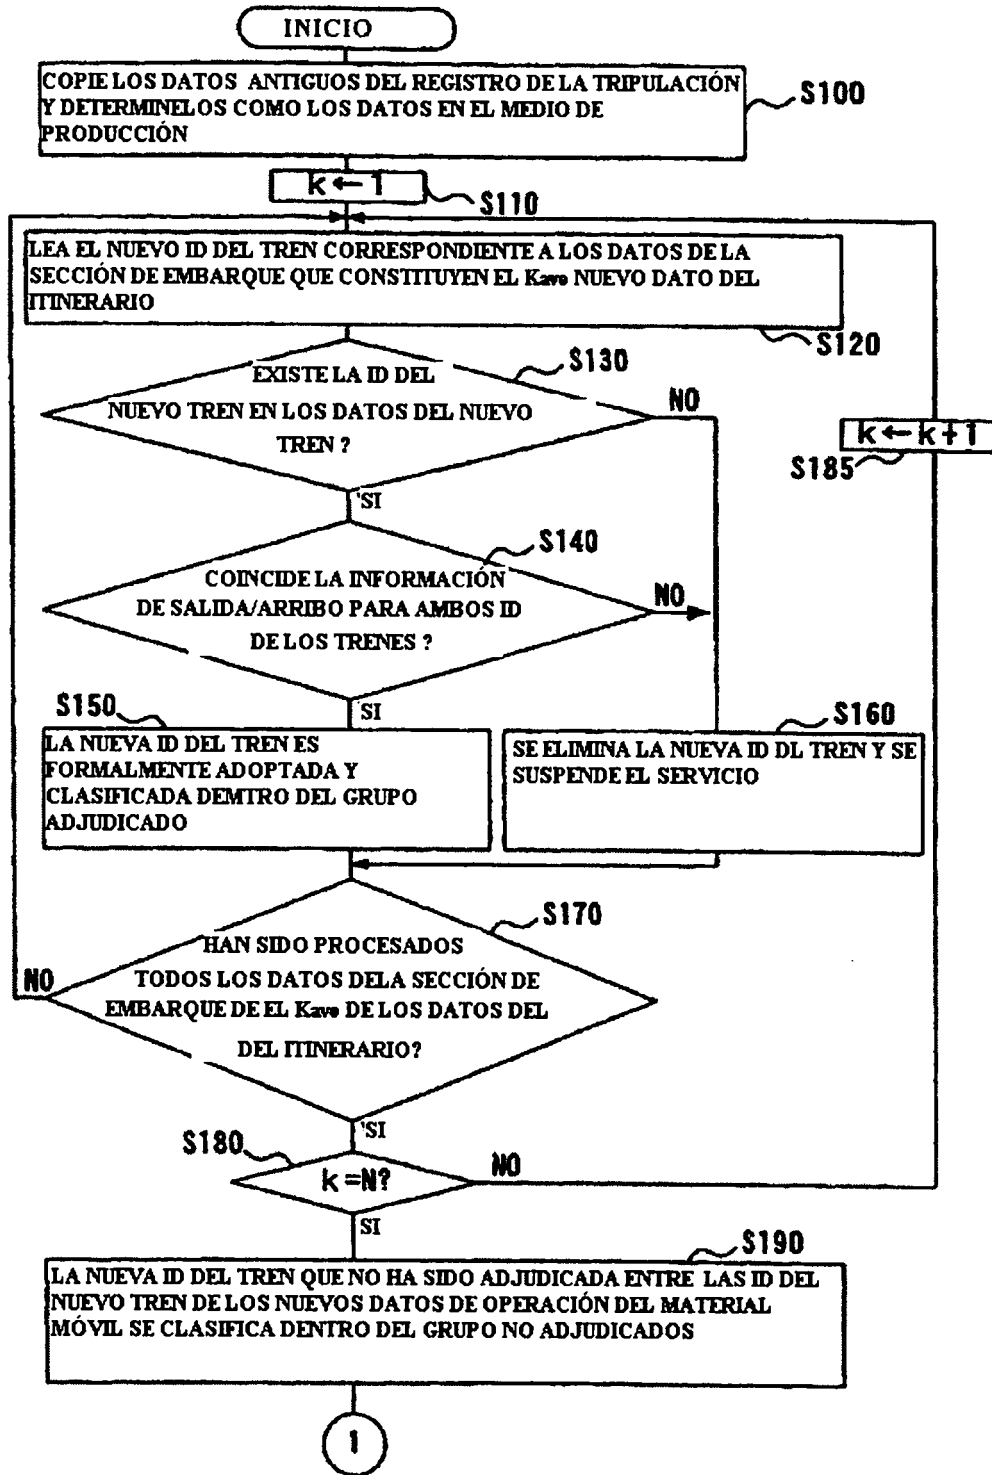 INICIO
COPIE LOS DATOS ANTIGUOS DEL REGISTRO DE LA TRIPULACIÓN
Y DETERMINELOS COMO LOS DATOS EN EL MEDIO DE
PRODUCCIÓN
S100
k ← 1
S110
LEA EL NUEVO ID DEL TREN CORRESPONDIENTE A LOS DATOS DE LA
SECCIÓN DE EMBARQUE QUE CONSTITUYEN EL Kavo NUEVO DATO DEL
ITINERARIO
S120
S130
EXISTE LA ID DEL
NUEVO TREN EN LOS DATOS DEL NUEVO
TREN ?
NO
k ← k + 1
S185
'SI
S140
COINCIDE LA INFORMACIÓN
DE SALIDA/ARRIBO PARA AMBOS ID
DE LOS TRENES ?
NO
SI
S150
LA NUEVA ID DEL TREN ES
FORMALMENTE ADOPTADA Y
CLASIFICADA DEMTRO DEL GRUPO
ADJUDICADO
S160
SE ELIMINA LA NUEVA ID DL TREN Y SE
SUSPENDE EL SERVICIO
S170
HAN SIDO PROCESADOS
TODOS LOS DATOS DELA SECCIÓN DE
EMBARQUE DE EL Kavo DE LOS DATOS DEL
DEL ITINERARIO?
NO
'SI
S180
k = N?
NO
SI
S190
LA NUEVA ID DEL TREN QUE NO HA SIDO ADJUDICADA ENTRE LAS ID DEL
NUEVO TREN DE LOS NUEVOS DATOS DE OPERACIÓN DEL MATERIAL
MÓVIL SE CLASIFICA DENTRO DEL GRUPO NO ADJUDICADOS
1